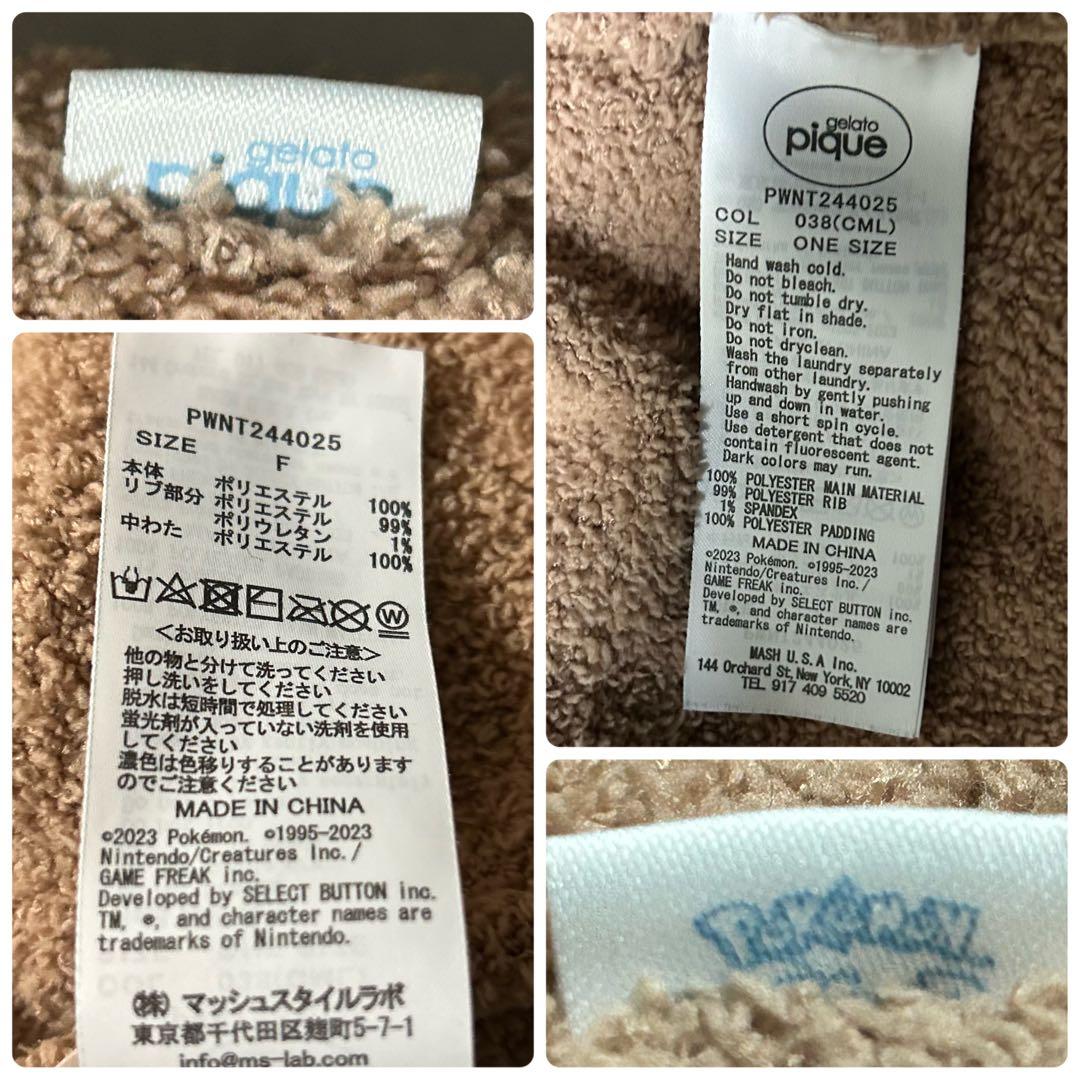 gelato
pique
PWNT244025
SIZE F
本体 ポリエステル 100%
リブ部分 ポリエステル 99%
ポリウレタン 1%
中わた ポリエステル 100%
W
<お取り扱い上のご注意>
他の物と分けて洗ってください
押し洗いをしてください
脱水は短時間で処理してください
蛍光剤が入っていない洗剤を使用
してください
濃色は色移りすることがあります
のでご注意ください
MADE IN CHINA
©2023 Pokémon. ©1995-2023
Nintendo/Creatures Inc./
GAME FREAK inc.
Developed by SELECT BUTTON inc.
TM, ®, and character names are
trademarks of Nintendo.
(株) マッシュスタイルラボ
東京都千代田区麹町5-7-1
info@ms-lab.com
gelato
pique
PWNT244025
COL 038(CML)
SIZE ONE SIZE
Hand wash cold.
Do not bleach.
Do not tumble dry.
Dry flat in shade.
Do not iron.
Do not dryclean.
Wash the laundry separately
from other laundry.
Handwash by gently pushing
up and down in water.
Use a short spin cycle.
Use detergent that does not
contain fluorescent agent.
Dark colors may run.
100% POLYESTER MAIN MATERIAL
99% POLYESTER RIB
1% SPANDEX
100% POLYESTER PADDING
MADE IN CHINA
©2023 Pokémon. ©1995-2023
Nintendo/Creatures Inc./
GAME FREAK inc.
Developed by SELECT BUTTON inc.
TM, ®, and character names are
trademarks of Nintendo.
MASH U.S.A Inc.
144 Orchard St, New York, NY 10002
TEL 917 409 5520
POKÉMON